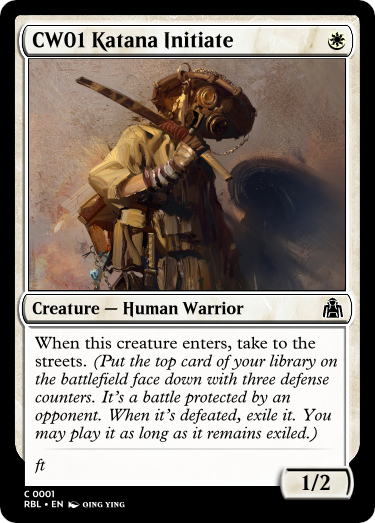 CW01 Katana Initiate
Creature — Human Warrior
When this creature enters, take to the
streets. (Put the top card of your library on
the battlefield face down with three defense
counters. It's a battle protected by an
opponent. When it's defeated, exile it. You
may play it as long as it remains exiled.)
ft
1/2
C 0001
RBL • EN OING YING